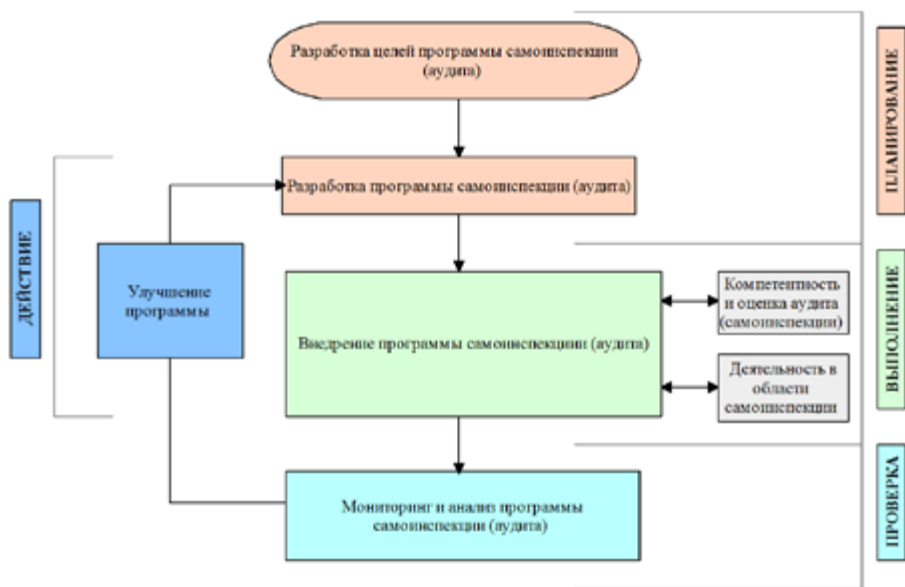 Разработка целей программы самоинспекции
(аудита)
ПЛАНИРОВАНИЕ
Разработка программы самоинспекции (аудита)
ДЕЙСТВИЕ
Улучшение
программы
Внедрение программы самоинспекциии (аудита)
Компетентность
и оценка аудита
(самоинспекции)
Деятельность в
области
самоинспекции
ВЫПОЛНЕНИЕ
Мониторинг и анализ программы
самоинспекции (аудита)
ПРОВЕРКА